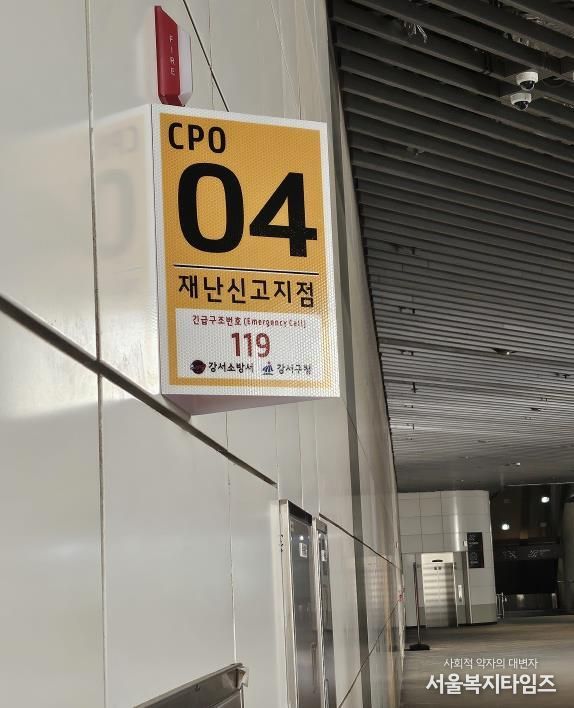 FIRE
CPO
04
재난신고지점
긴급구조번호 (Emergency Call)
119
강서소방서 강서구청
사회적 약자의 대변자
서울복지타임즈